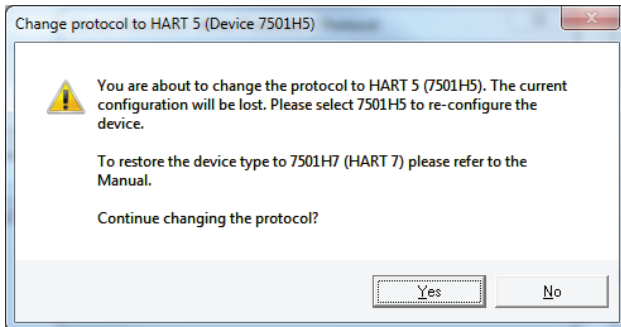 Change protocol to HART 5 (Device 7501H5)
You are about to change the protocol to HART 5 (7501H5). The current
configuration will be lost. Please select 7501H5 to re-configure the
device.
To restore the device type to 7501H7 (HART 7) please refer to the
Manual.
Continue changing the protocol?
Yes
No